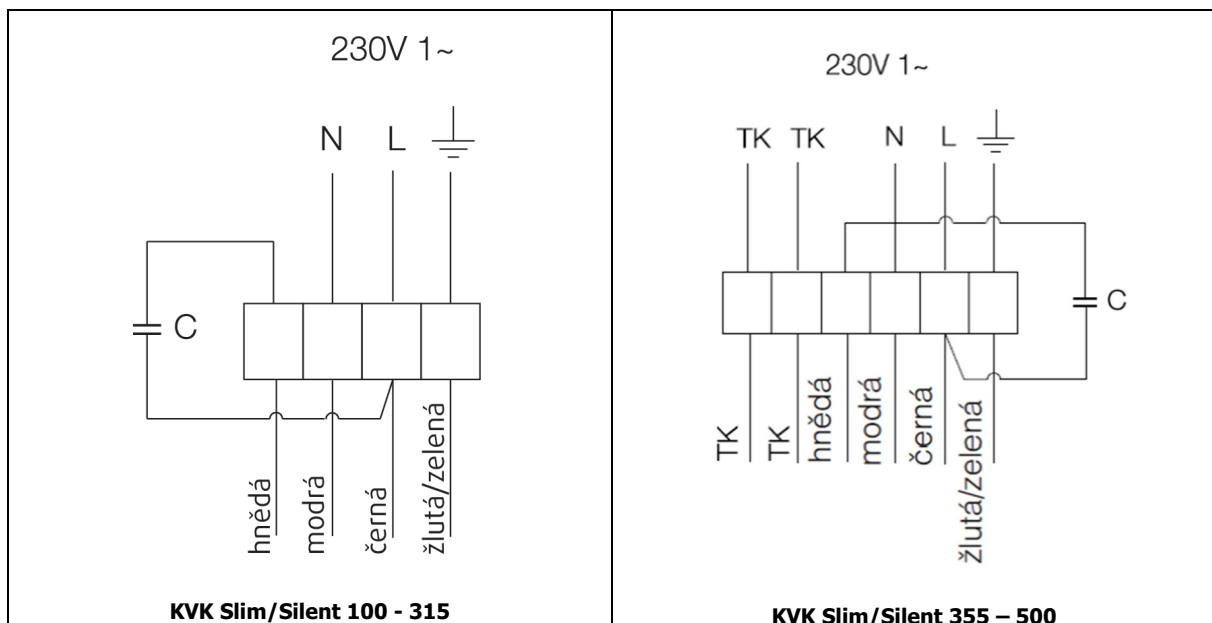 230V 1~
N L
C
hnědá
modrá
černá
žlutá/zelená
KVK Slim/Silent 100 - 315
230V 1~
TK TK N L
C
TK
TK
hnědá
modrá
černá
žlutá/zelená
KVK Slim/Silent 355 – 500